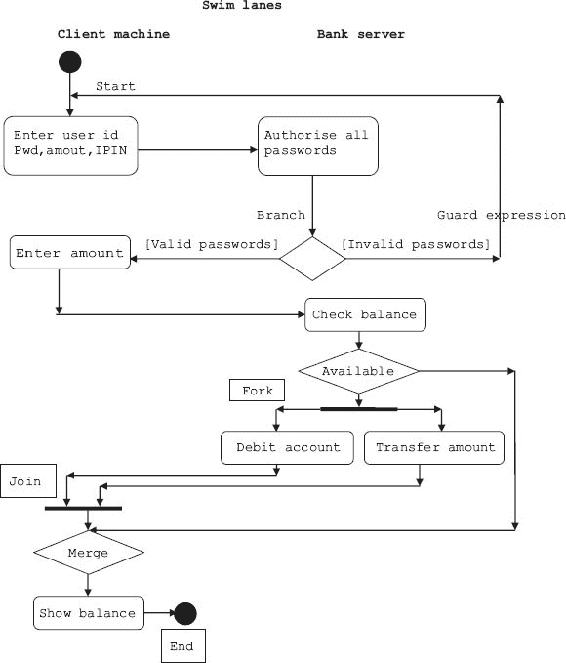 Swim lanes
Client machine
Bank server
Start
Enter user id
Pwd,amout,IPIN
Authorise all
passwords
Branch
Guard expression
[Valid passwords]
[Invalid passwords]
Enter amount
Check balance
Available
Fork
Debit account
Transfer amount
Join
Merge
Show balance
End